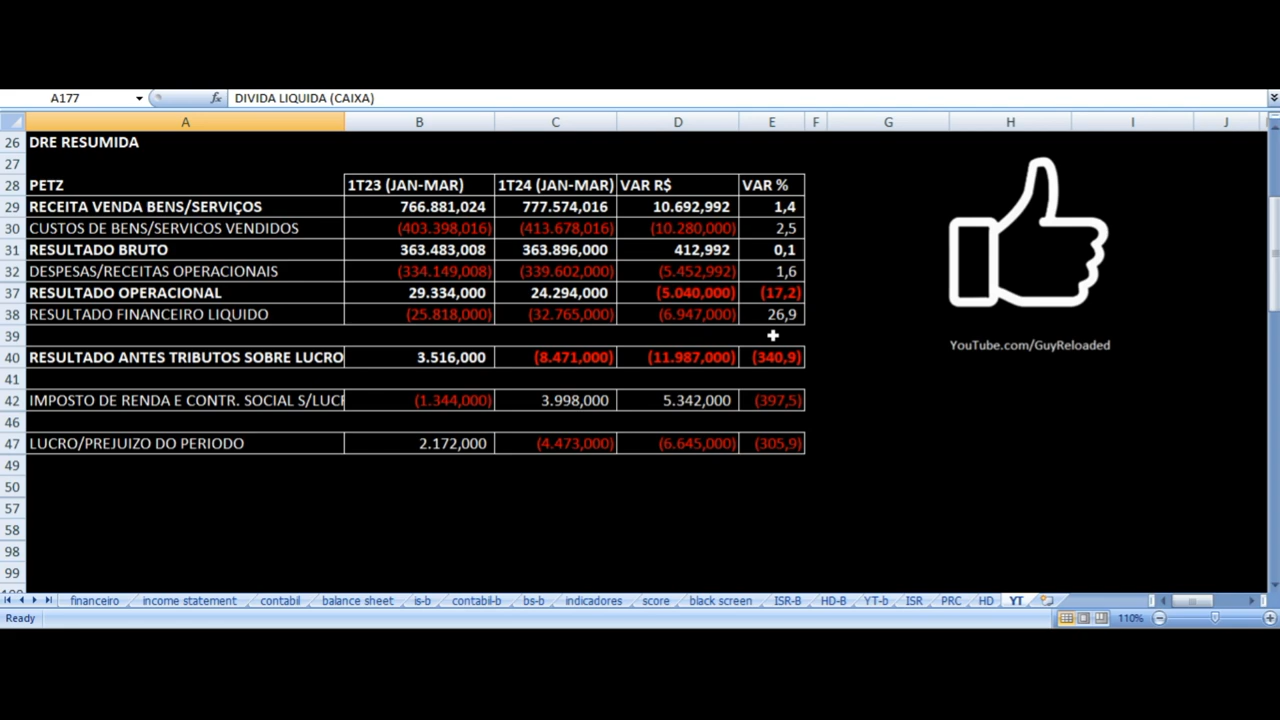 A177 fx DIVIDA LIQUIDA (CAIXA)
A B C D E F G H I J
26 DRE RESUMIDA
27
28 PETZ 1T23 (JAN-MAR) 1T24 (JAN-MAR) VAR R$ VAR %
29 RECEITA VENDA BENS/SERVIÇOS 766.881,024 777.574,016 10.692,992 1,4
30 CUSTOS DE BENS/SERVICOS VENDIDOS (403.398,016) (413.678,016) (10.280,000) 2,5
31 RESULTADO BRUTO 363.483,008 363.896,000 412,992 0,1
32 DESPESAS/RECEITAS OPERACIONAIS (334.149,008) (339.602,000) (5.452,992) 1,6
37 RESULTADO OPERACIONAL 29.334,000 24.294,000 (5.040,000) (17,2)
38 RESULTADO FINANCEIRO LIQUIDO (25.818,000) (32.765,000) (6.947,000) 26,9
39
YouTube.com/GuyReloaded
40 RESULTADO ANTES TRIBUTOS SOBRE LUCRO 3.516,000 (8.471,000) (11.987,000) (340,9)
41
42 IMPOSTO DE RENDA E CONTR. SOCIAL S/LUCR (1.344,000) 3.998,000 5.342,000 (397,5)
46
47 LUCRO/PREJUIZO DO PERIODO 2.172,000 (4.473,000) (6.645,000) (305,9)
49
50
57
58
98
99
financeiro income statement contabil balance sheet is-b contabil-b bs-b indicadores score black screen ISR-B HD-B YT-b ISR PRC HD YT
Ready 110%